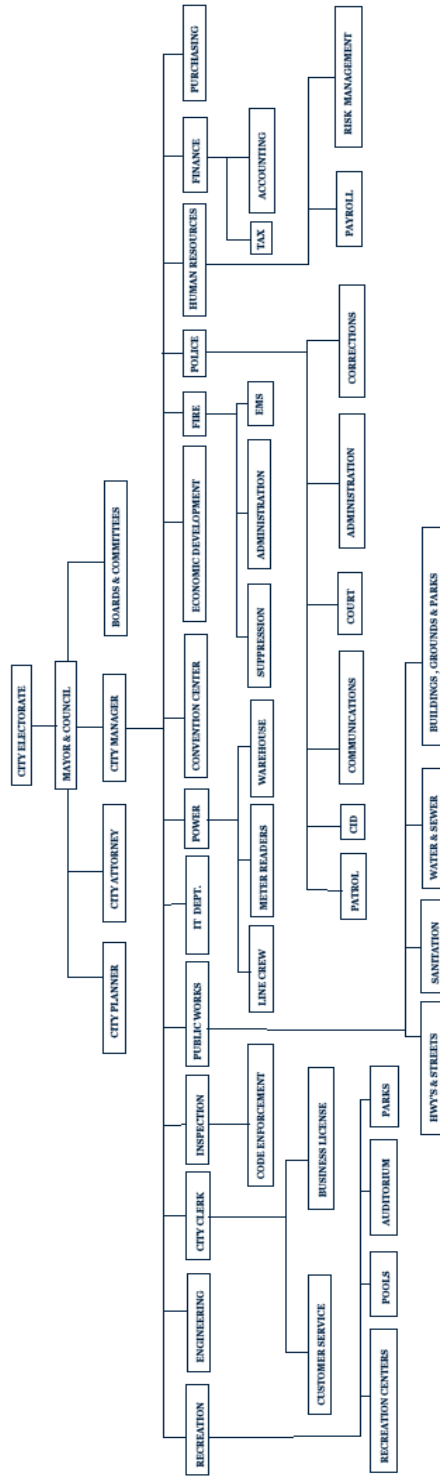 CITY ELECTORATE
MAYOR & COUNCIL
CITY PLANNER
CITY ATTORNEY
CITY MANAGER
BOARDS & COMMITTEES
RECREATION
ENGINEERING
CITY CLERK
INSPECTION
PUBLIC WORKS
IT DEPT.
POWER
CONVENTION CENTER
ECONOMIC DEVELOPMENT
FIRE
POLICE
HUMAN RESOURCES
FINANCE
PURCHASING
CODE ENFORCEMENT
LINE CREW
METER READERS
WAREHOUSE
SUPPRESSION
ADMINISTRATION
EMS
TAX
ACCOUNTING
CUSTOMER SERVICE
BUSINESS LICENSE
PATROL
CID
COMMUNICATIONS
COURT
ADMINISTRATION
CORRECTIONS
PAYROLL
RISK MANAGEMENT
RECREATION CENTERS
POOLS
AUDITORIUM
PARKS
HWY'S & STREETS
SANITATION
WATER & SEWER
BUILDINGS , GROUNDS & PARKS